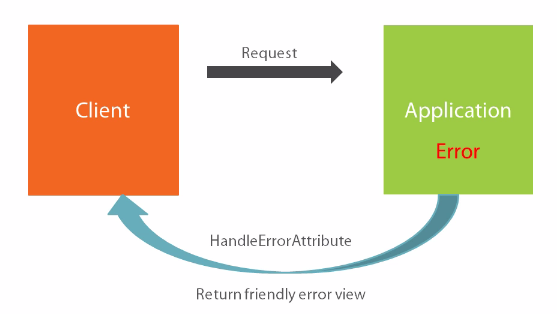 Request
Client
Application
Error
HandleErrorAttribute
Return friendly error view